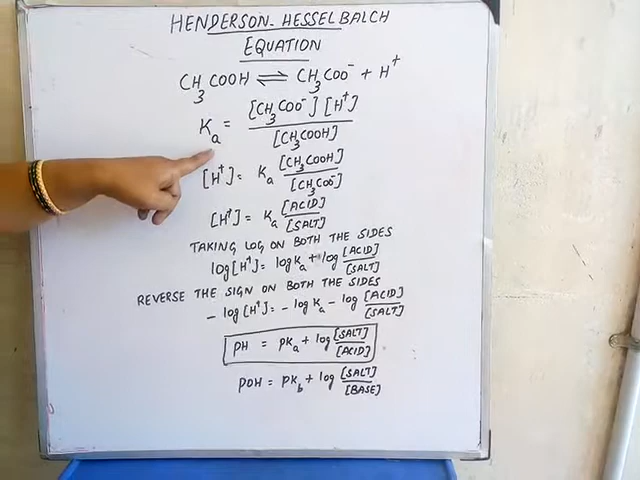 HENDERSON-HESSELBALCH
EQUATION
CH₃COOH ⇌ CH₃COO⁻ + H⁺
Ka = [CH₃COO⁻] [H⁺] / [CH₃COOH]
[H⁺] = Ka [CH₃COOH] / [CH₃COO⁻]
[H⁺] = Ka [ACID] / [SALT]
TAKING LOG ON BOTH THE SIDES
log [H⁺] = log Ka + log [ACID] / [SALT]
REVERSE THE SIGN ON BOTH THE SIDES
- log [H⁺] = - log Ka - log [ACID] / [SALT]
PH = PKa + log [SALT] / [ACID]
POH = PKb + log [SALT] / [BASE]